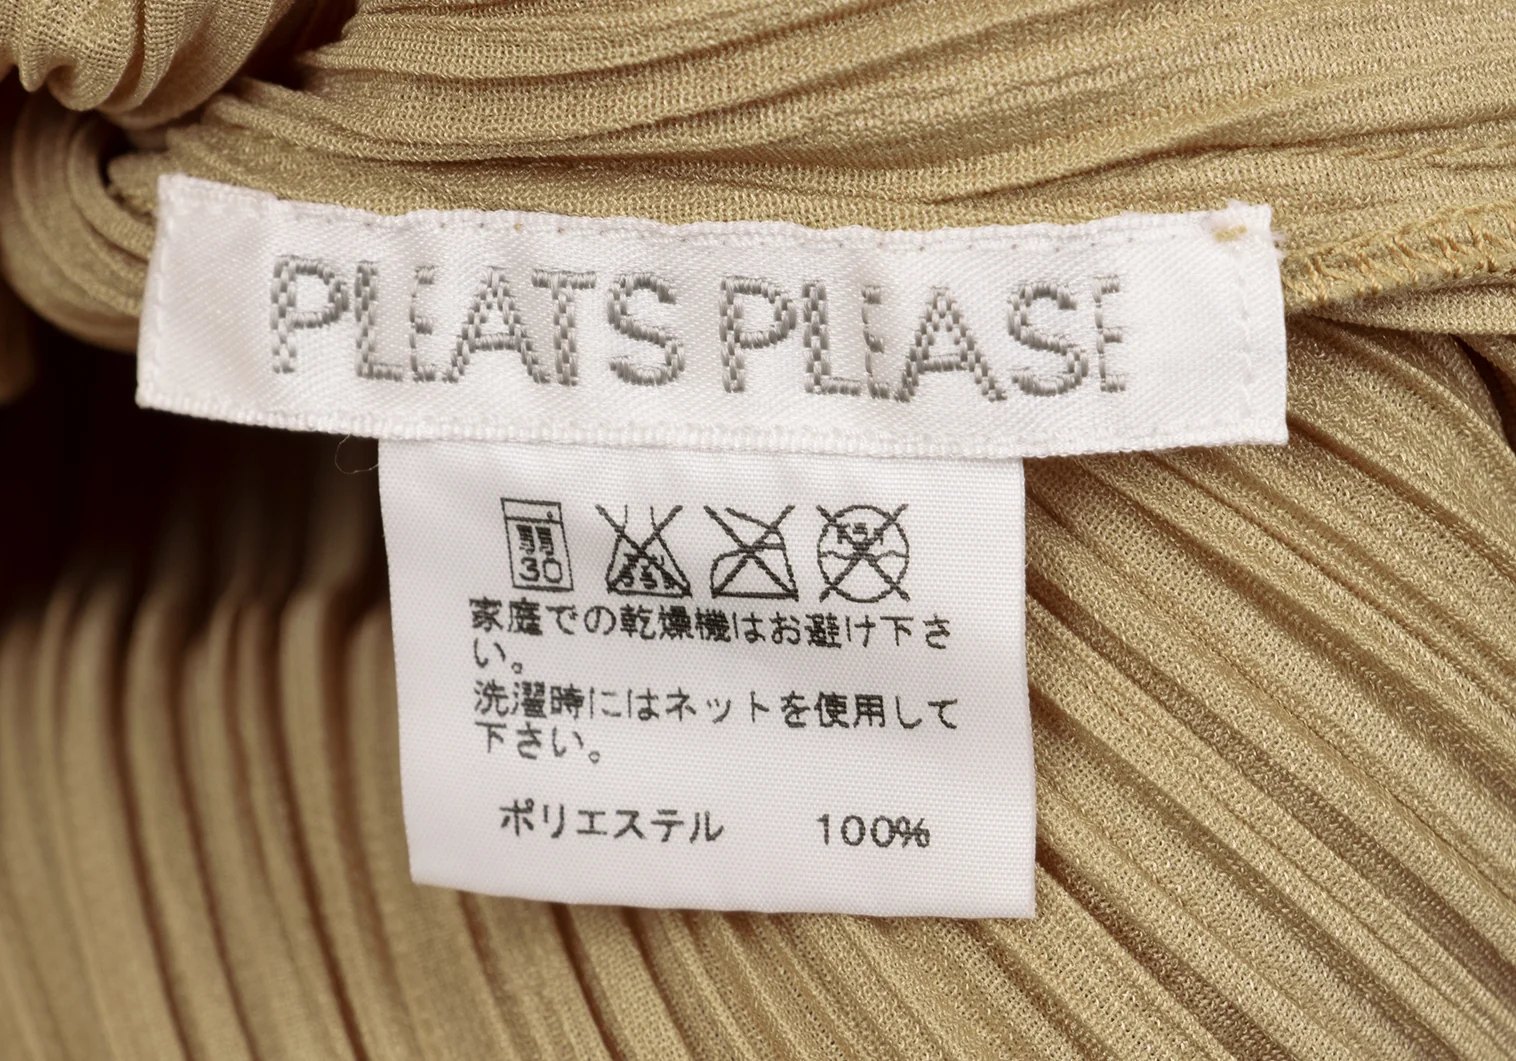 PLEATS PLEASE
30
家庭での乾燥機はお避け下さ
い。
洗濯時にはネットを使用して
下さい。
ポリエステル 100%